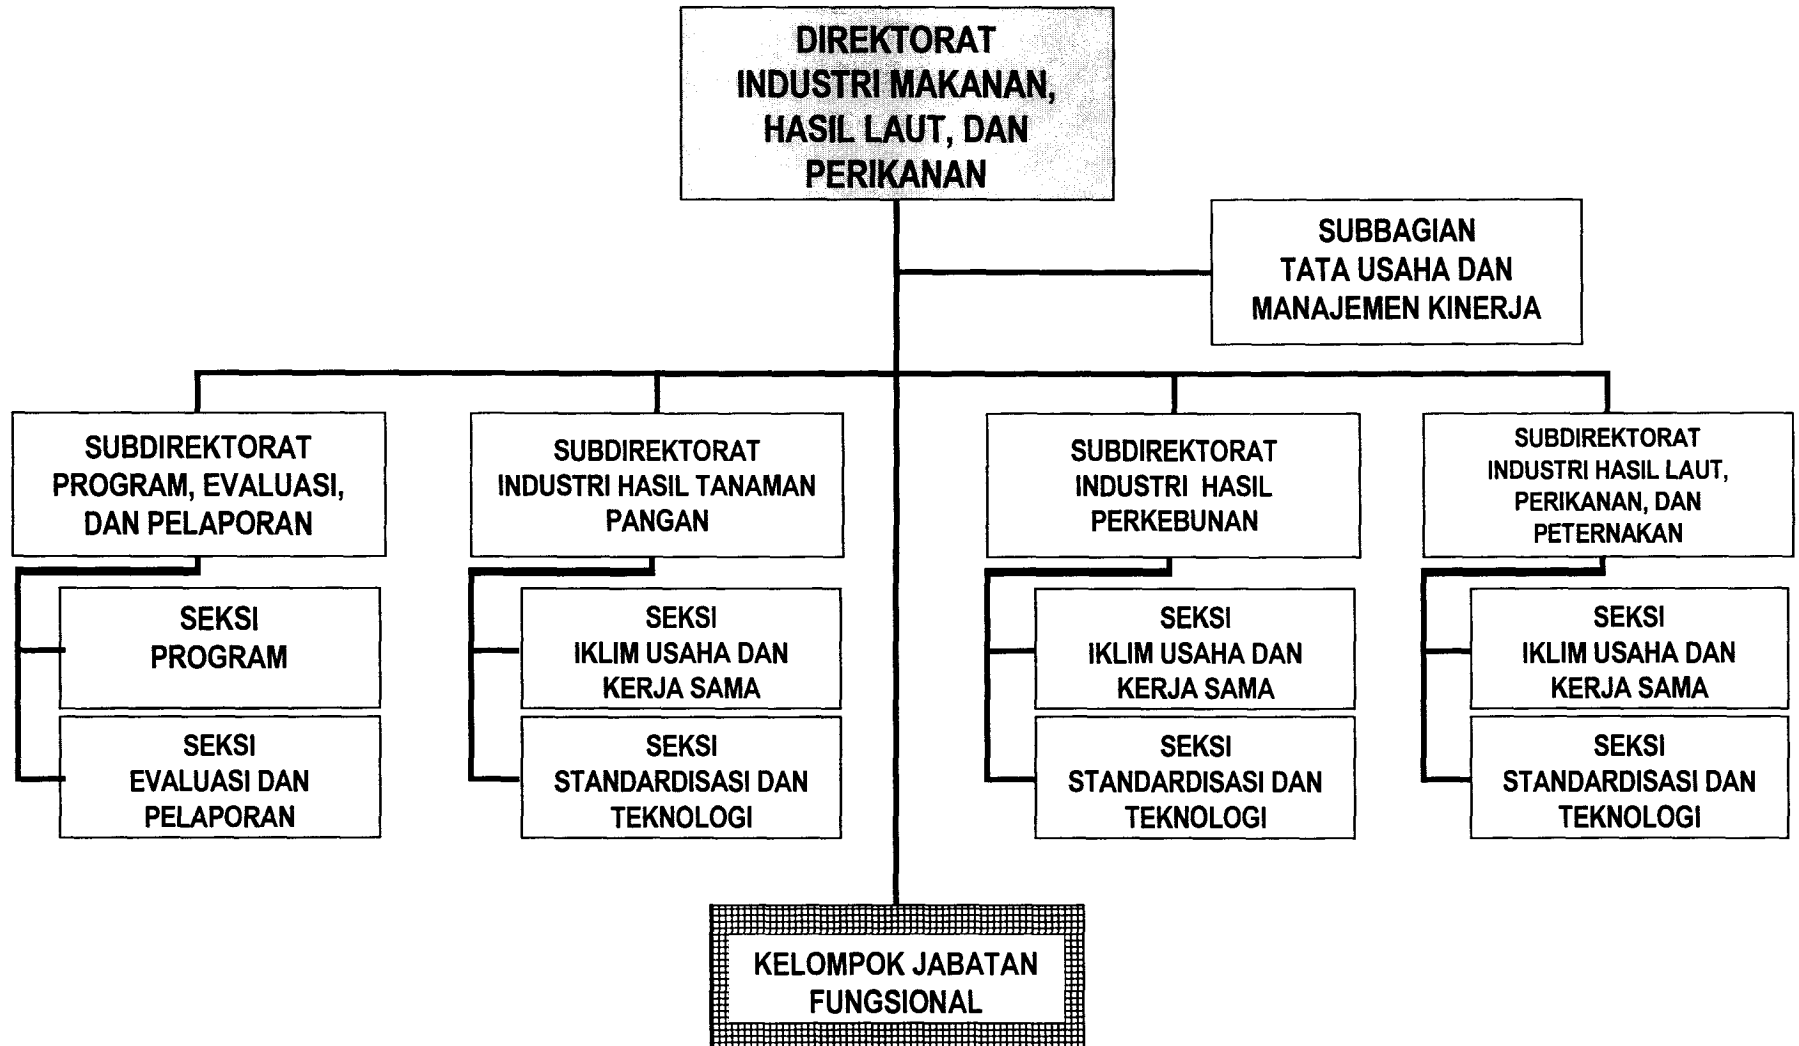 DIREKTORAT
INDUSTRI MAKANAN,
HASIL LAUT, DAN
PERIKANAN
SUBBAGIAN
TATA USAHA DAN
MANAJEMEN KINERJA
SUBDIREKTORAT
PROGRAM, EVALUASI,
DAN PELAPORAN
SUBDIREKTORAT
INDUSTRI HASIL TANAMAN
PANGAN
SUBDIREKTORAT
INDUSTRI HASIL
PERKEBUNAN
SUBDIREKTORAT
INDUSTRI HASIL LAUT,
PERIKANAN, DAN
PETERNAKAN
SEKSI
PROGRAM
SEKSI
IKLIM USAHA DAN
KERJA SAMA
SEKSI
IKLIM USAHA DAN
KERJA SAMA
SEKSI
IKLIM USAHA DAN
KERJA SAMA
SEKSI
EVALUASI DAN
PELAPORAN
SEKSI
STANDARDISASI DAN
TEKNOLOGI
SEKSI
STANDARDISASI DAN
TEKNOLOGI
SEKSI
STANDARDISASI DAN
TEKNOLOGI
KELOMPOK JABATAN
FUNGSIONAL